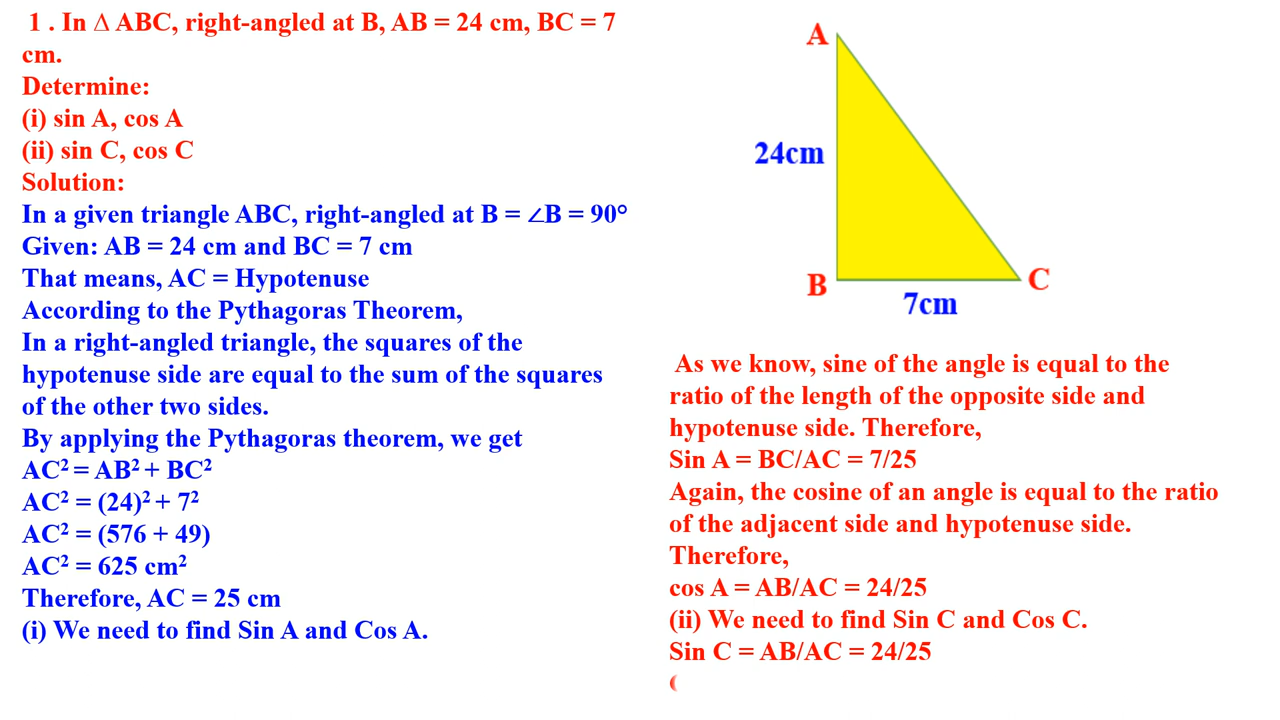 1 . In ∆ ABC, right-angled at B, AB = 24 cm, BC = 7
cm.
Determine:
(i) sin A, cos A
(ii) sin C, cos C
Solution:
In a given triangle ABC, right-angled at B = ∠B = 90°
Given: AB = 24 cm and BC = 7 cm
That means, AC = Hypotenuse
According to the Pythagoras Theorem,
In a right-angled triangle, the squares of the
hypotenuse side are equal to the sum of the squares
of the other two sides.
By applying the Pythagoras theorem, we get
AC² = AB² + BC²
AC² = (24)² + 7²
AC² = (576 + 49)
AC² = 625 cm²
Therefore, AC = 25 cm
(i) We need to find Sin A and Cos A.
A
24cm
B
C
7cm
As we know, sine of the angle is equal to the
ratio of the length of the opposite side and
hypotenuse side. Therefore,
Sin A = BC/AC = 7/25
Again, the cosine of an angle is equal to the ratio
of the adjacent side and hypotenuse side.
Therefore,
cos A = AB/AC = 24/25
(ii) We need to find Sin C and Cos C.
Sin C = AB/AC = 24/25